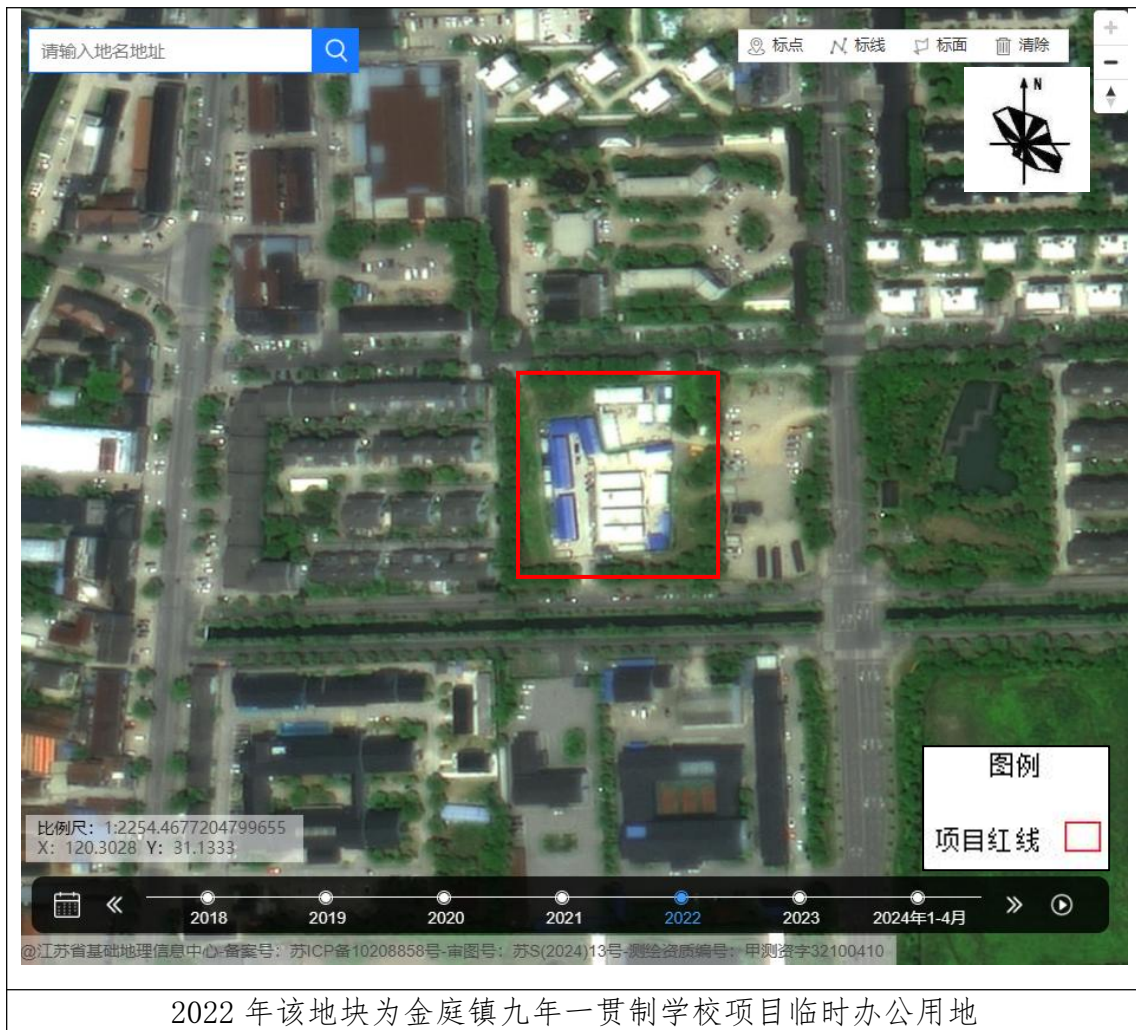 请输入地名地址
标点 标线 标面 清除
N
图例
项目红线
比例尺：1:2254.4677204799655
X：120.3028 Y：31.1333
2018 2019 2020 2021 2022 2023 2024年1-4月
@江苏省基础地理信息中心-备案号：苏ICP备10208858号-审图号：苏S(2024)13号-测绘资质编号：甲测资字32100410
2022 年该地块为金庭镇九年一贯制学校项目临时办公用地